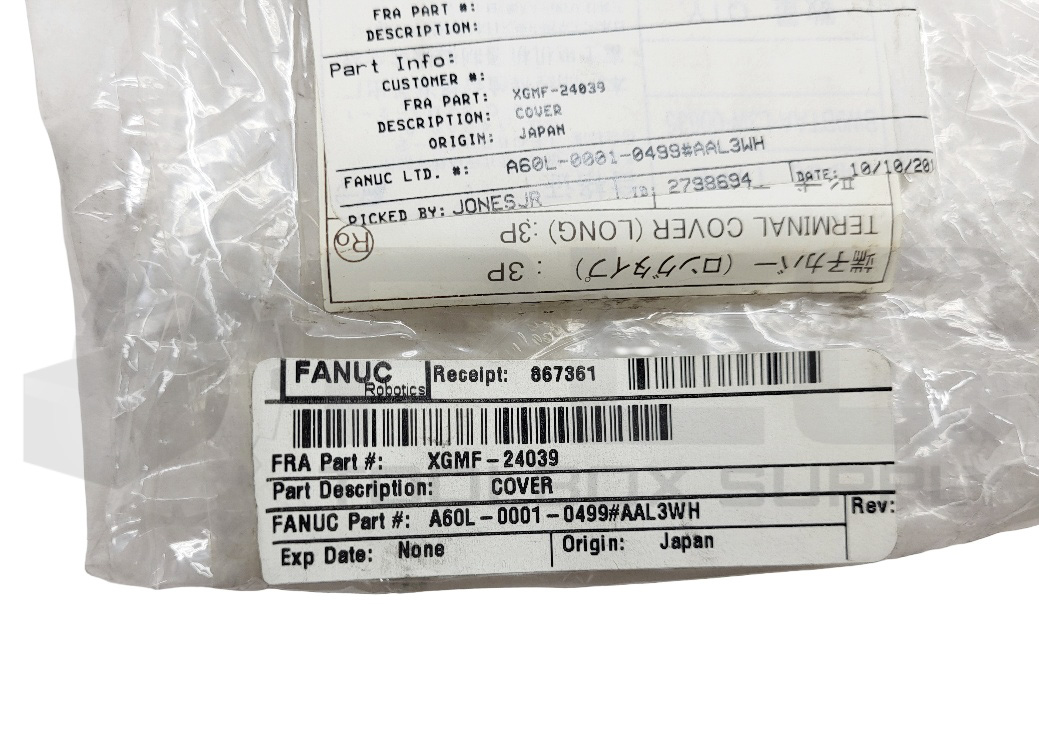 FRA PART #:
DESCRIPTION:
Part Info:
CUSTOMER #:
FRA PART: XGMF-24039
DESCRIPTION: COVER
ORIGIN: JAPAN
FANUC LTD. #: A60L-0001-0499#AAL3WH
PICKED BY: JONESJR ID: 2798694 DATE: 10/10/20
TERMINAL COVER (LONG) :3P
端子カバー (ロングタイプ) : 3P
Ro
FANUC Robotics Receipt: 867361
FRA Part #: XGMF-24039
Part Description: COVER
FANUC Part #: A60L-0001-0499#AAL3WH Rev:
Exp Date: None Origin: Japan